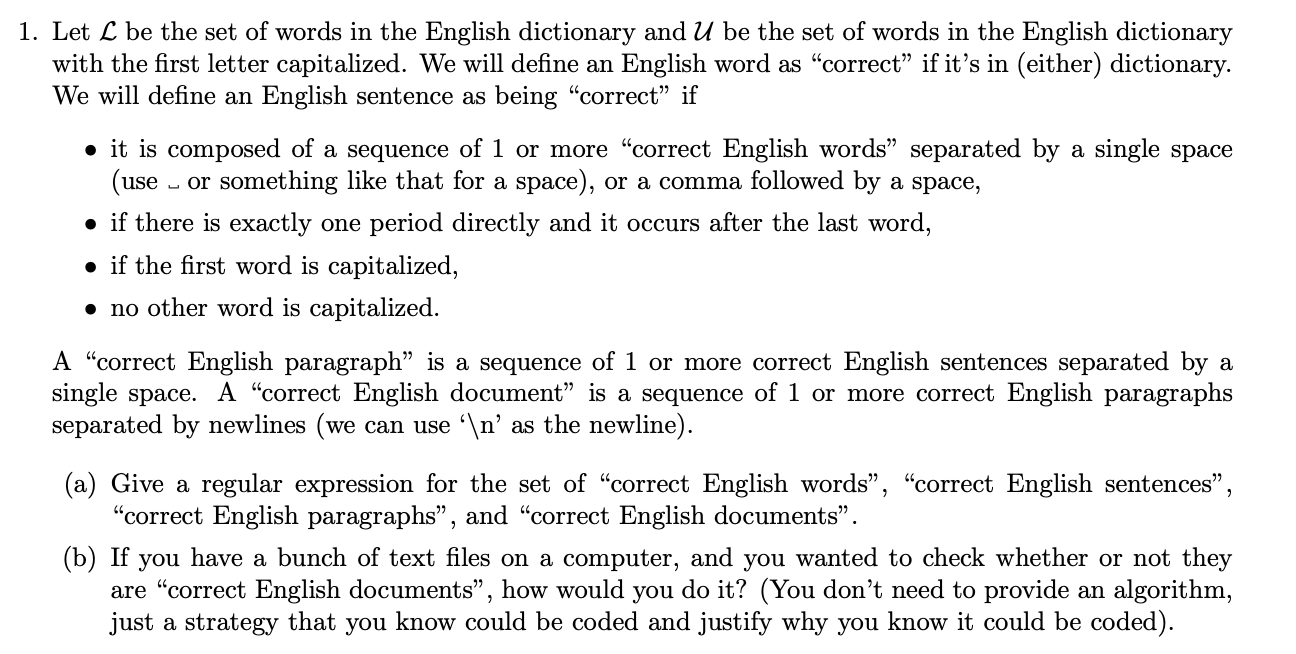 1. Let ℒ be the set of words in the English dictionary and 𝒰 be the set of words in the English dictionary
with the first letter capitalized. We will define an English word as “correct” if it’s in (either) dictionary.
We will define an English sentence as being “correct” if
• it is composed of a sequence of 1 or more “correct English words” separated by a single space
(use ⎵ or something like that for a space), or a comma followed by a space,
• if there is exactly one period directly and it occurs after the last word,
• if the first word is capitalized,
• no other word is capitalized.
A “correct English paragraph” is a sequence of 1 or more correct English sentences separated by a
single space. A “correct English document” is a sequence of 1 or more correct English paragraphs
separated by newlines (we can use ‘\n’ as the newline).
(a) Give a regular expression for the set of “correct English words”, “correct English sentences”,
“correct English paragraphs”, and “correct English documents”.
(b) If you have a bunch of text files on a computer, and you wanted to check whether or not they
are “correct English documents”, how would you do it? (You don’t need to provide an algorithm,
just a strategy that you know could be coded and justify why you know it could be coded).